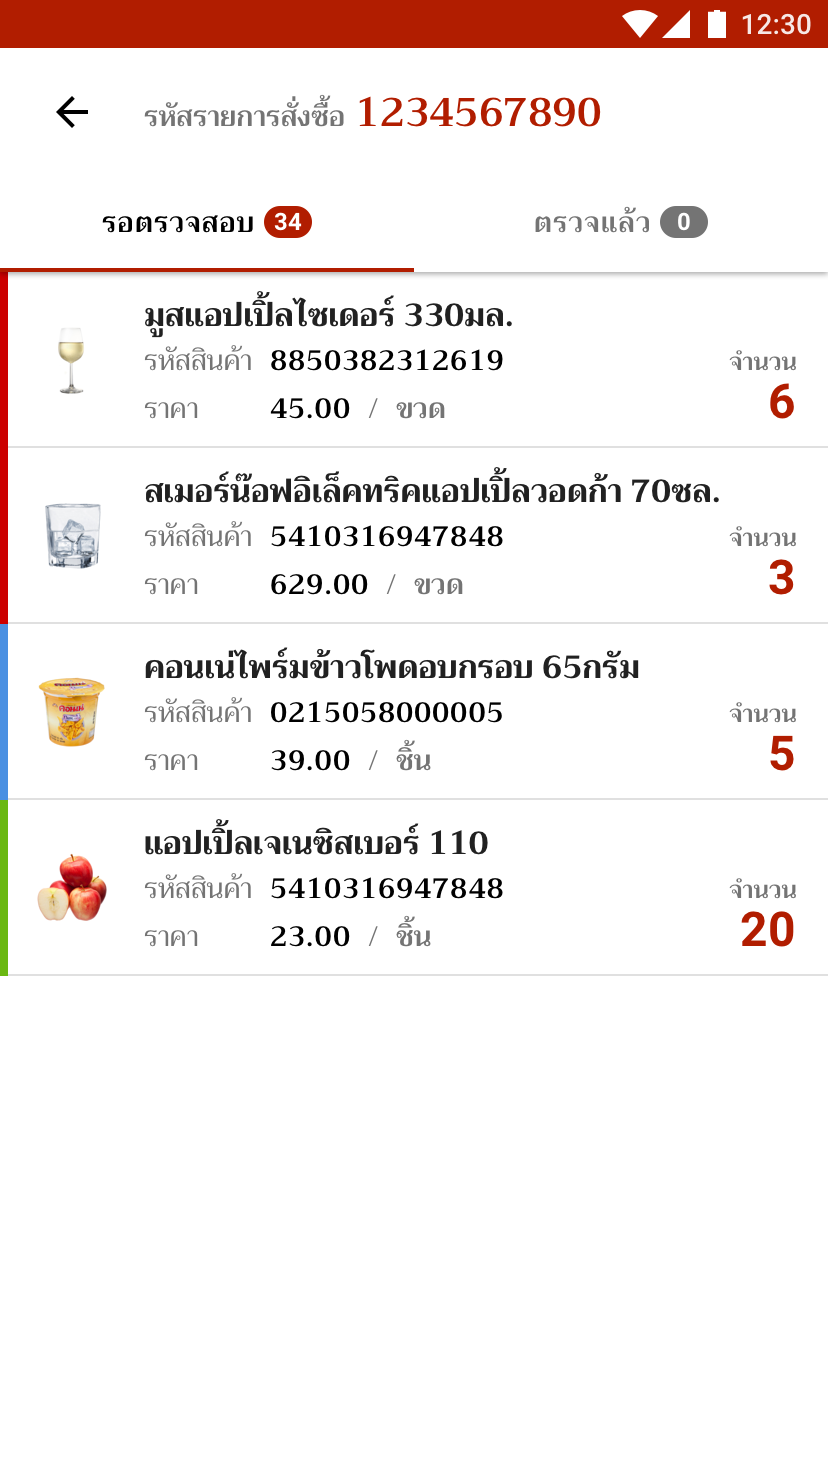 12:30
รหัสรายการสั่งซื้อ 1234567890
รอตรวจสอบ 34
ตรวจแล้ว 0
มูสแอปเปิ้ลไซเดอร์ 330มล.
รหัสสินค้า 8850382312619
จำนวน
ราคา 45.00 / ขวด
6
สเมอร์น๊อฟอิเล็คทริคแอปเปิ้ลวอดก้า 70ซล.
รหัสสินค้า 5410316947848
จำนวน
ราคา 629.00 / ขวด
3
คอนเน่ไพร์มข้าวโพดอบกรอบ 65กรัม
รหัสสินค้า 0215058000005
จำนวน
ราคา 39.00 / ชิ้น
5
แอปเปิ้ลเจเนซิสเบอร์ 110
รหัสสินค้า 5410316947848
จำนวน
ราคา 23.00 / ชิ้น
20